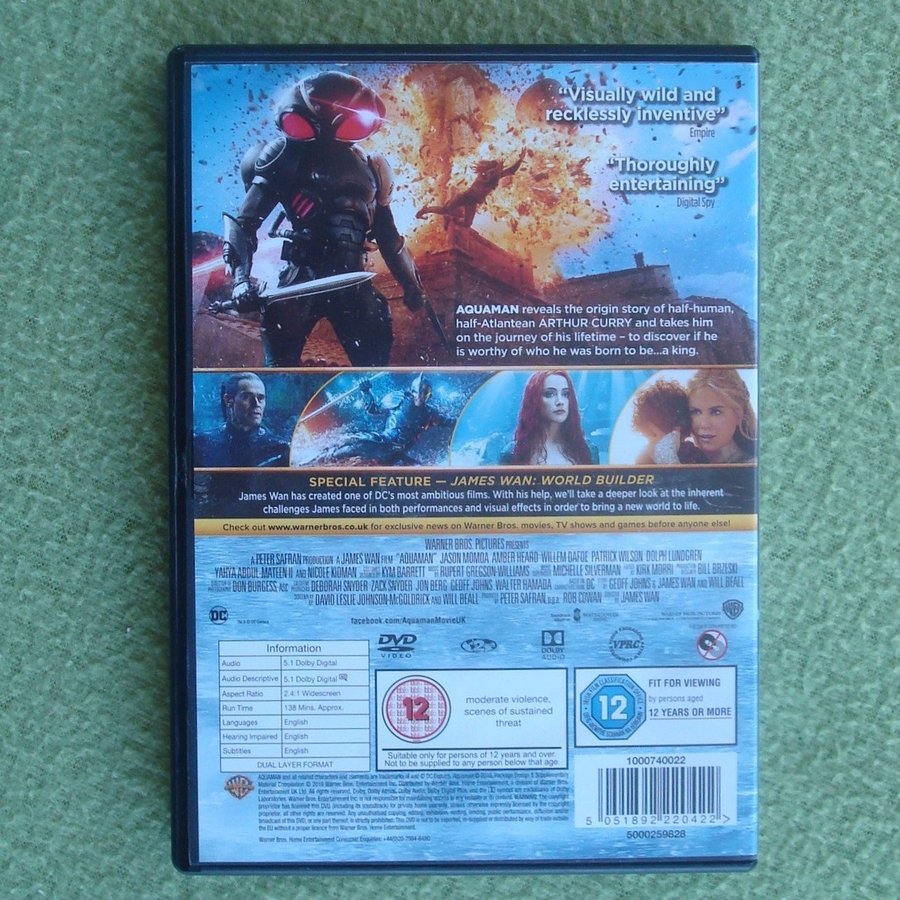 “Visually wild and
recklessly inventive”
Empire
“Thoroughly
entertaining”
Digital Spy
AQUAMAN reveals the origin story of half-human,
half-Atlantean ARTHUR CURRY and takes him
on the journey of his lifetime – to discover if he
is worthy of who he was born to be...a king.
SPECIAL FEATURE — JAMES WAN: WORLD BUILDER
James Wan has created one of DC's most ambitious films. With his help, we'll take a deeper look at the inherent
challenges James faced in both performances and visual effects in order to bring a new world to life.
Check out www.warnerbros.co.uk for exclusive news on Warner Bros. movies, TV shows and games before anyone else!
WARNER BROS. PICTURES PRESENTS
A PETER SAFRAN PRODUCTION A JAMES WAN FILM "AQUAMAN" JASON MOMOA AMBER HEARD WILLEM DAFOE PATRICK WILSON DOLPH LUNDGREN
YAHYA ABDUL-MATEEN II AND NICOLE KIDMAN KYM BARRETT RUPERT GREGSON-WILLIAMS MICHELLE SILVERMAN KIRK MORRI BILL BRZESKI
DON BURGESS, ASC DEBORAH SNYDER ZACK SNYDER JON BERG GEOFF JOHNS WALTER HAMADA DC GEOFF JOHNS & JAMES WAN AND WILL BEALL
DAVID LESLIE JOHNSON-McGOLDRICK AND WILL BEALL PETER SAFRAN, p.g.a. ROB COWAN JAMES WAN
DC
facebook.com/AquamanMovieUK
WB
DVD
VIDEO
DOLBY
AUDIO
VPRC
Information
Audio 5.1 Dolby Digital
Audio Descriptive 5.1 Dolby Digital
Aspect Ratio 2.4:1 Widescreen
Run Time 138 Mins. Approx.
Languages English
Hearing Impaired English
Subtitles English
DUAL LAYER FORMAT
12
moderate violence,
scenes of sustained
threat
Suitable only for persons of 12 years and over.
Not to be supplied to any person below that age.
12
FIT FOR VIEWING
by persons aged
12 YEARS OR MORE
1000740022
5 051892 220422
5000259828
WB